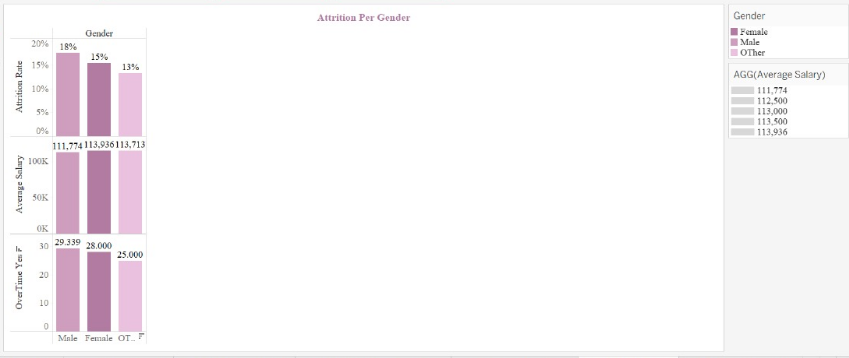 Attrition Per Gender
Gender
20%
15%
10%
5%
0%
Attrition Rate
18%
15%
13%
100K
50K
0K
Average Salary
111,774
113,936
113,713
30
20
10
0
OverTime Yes
29.339
28.000
25.000
Male
Female
OT..
Gender
Female
Male
OTher
AGG(Average Salary)
111,774
112,500
113,000
113,500
113,936